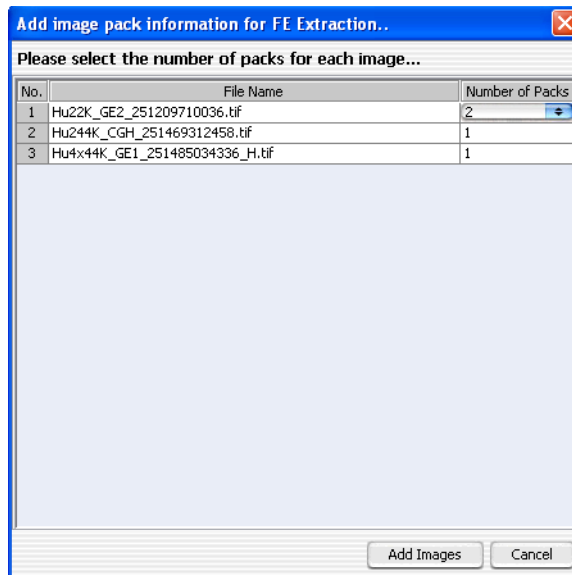 Add image pack information for FE Extraction..
Please select the number of packs for each image...
No. File Name Number of Packs
1 Hu22K_GE2_251209710036.tif 2
2 Hu244K_CGH_251469312458.tif 1
3 Hu4x44K_GE1_251485034336_H.tif 1
Add Images Cancel